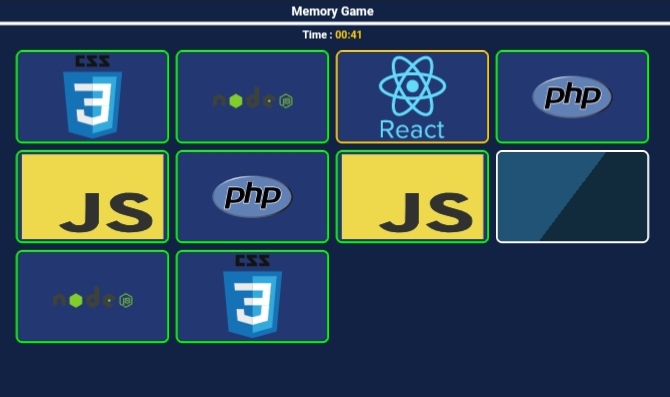 Memory Game
Time : 00:41
CSS
3
node JS
React
php
JS
php
JS
node JS
CSS
3